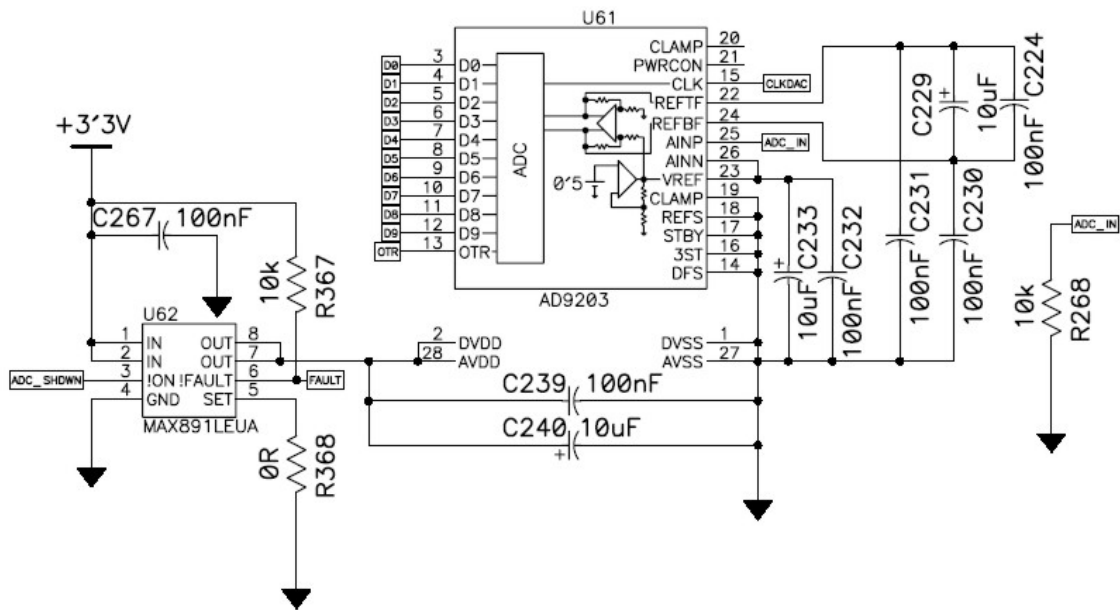 U61
CLAMP 20
PWRCON 21
CLK 15 CLKDAC
REFTF 22
REFBF 24
AINP 25 ADC_IN
AINN 26
VREF 23
CLAMP 19
REFS 18
STBY 17
3ST 16
DFS 14
D0 3 D0
D1 4 D1
D2 5 D2
D3 6 D3
D4 7 D4
D5 8 D5
D6 9 D6
D7 10 D7
D8 11 D8
D9 12 D9
OTR 13 OTR
ADC
0'5
AD9203
2 DVDD
28 AVDD
DVSS 1
AVSS 27
C239 100nF
C240 10uF
+
+3'3V
C267 100nF
10k
R367
U62
1 IN OUT 8
2 IN OUT 7
ADC_SHDWN 3 !ON !FAULT 6 FAULT
4 GND SET 5
MAX891LEUA
0R
R368
+
C233
10uF
C232
100nF
C231
100nF
C230
100nF
C229
+
10uF
C224
100nF
ADC_IN
10k
R268